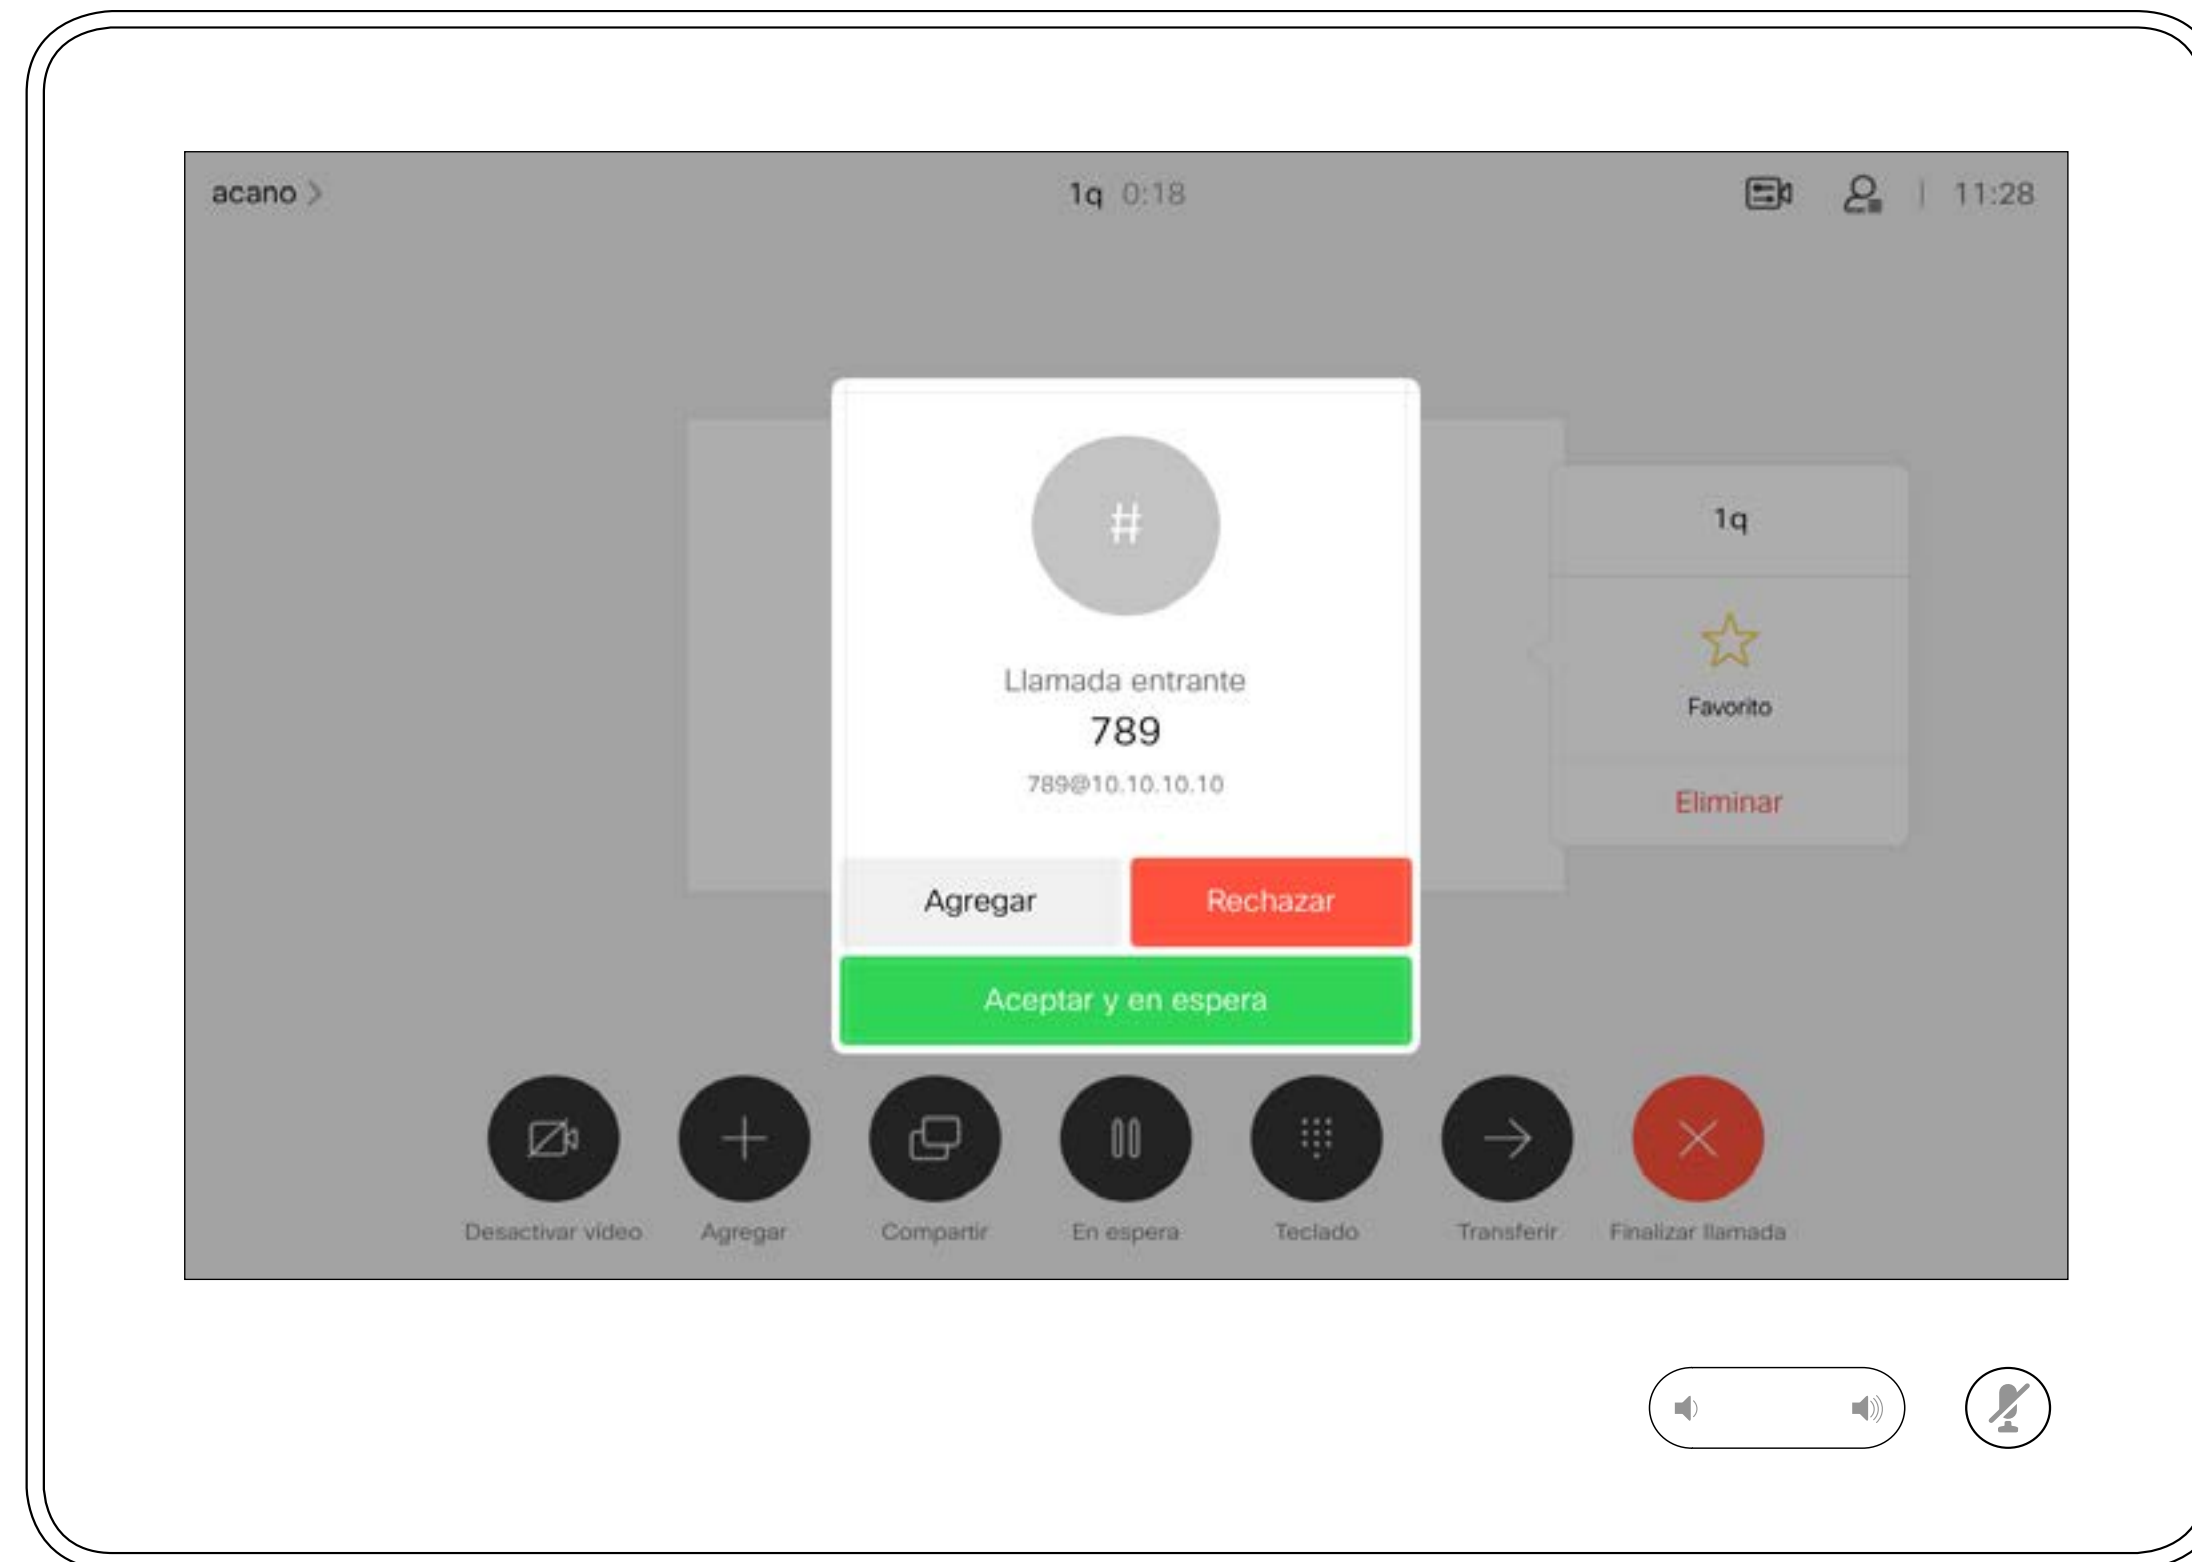 acano
1q 0:18
11:28
#
Llamada entrante
789
789@10.10.10.10
Agregar
Rechazar
Aceptar y en espera
1q
Favorito
Eliminar
Desactivar vídeo
Agregar
Compartir
En espera
Teclado
Transferir
Finalizar llamada